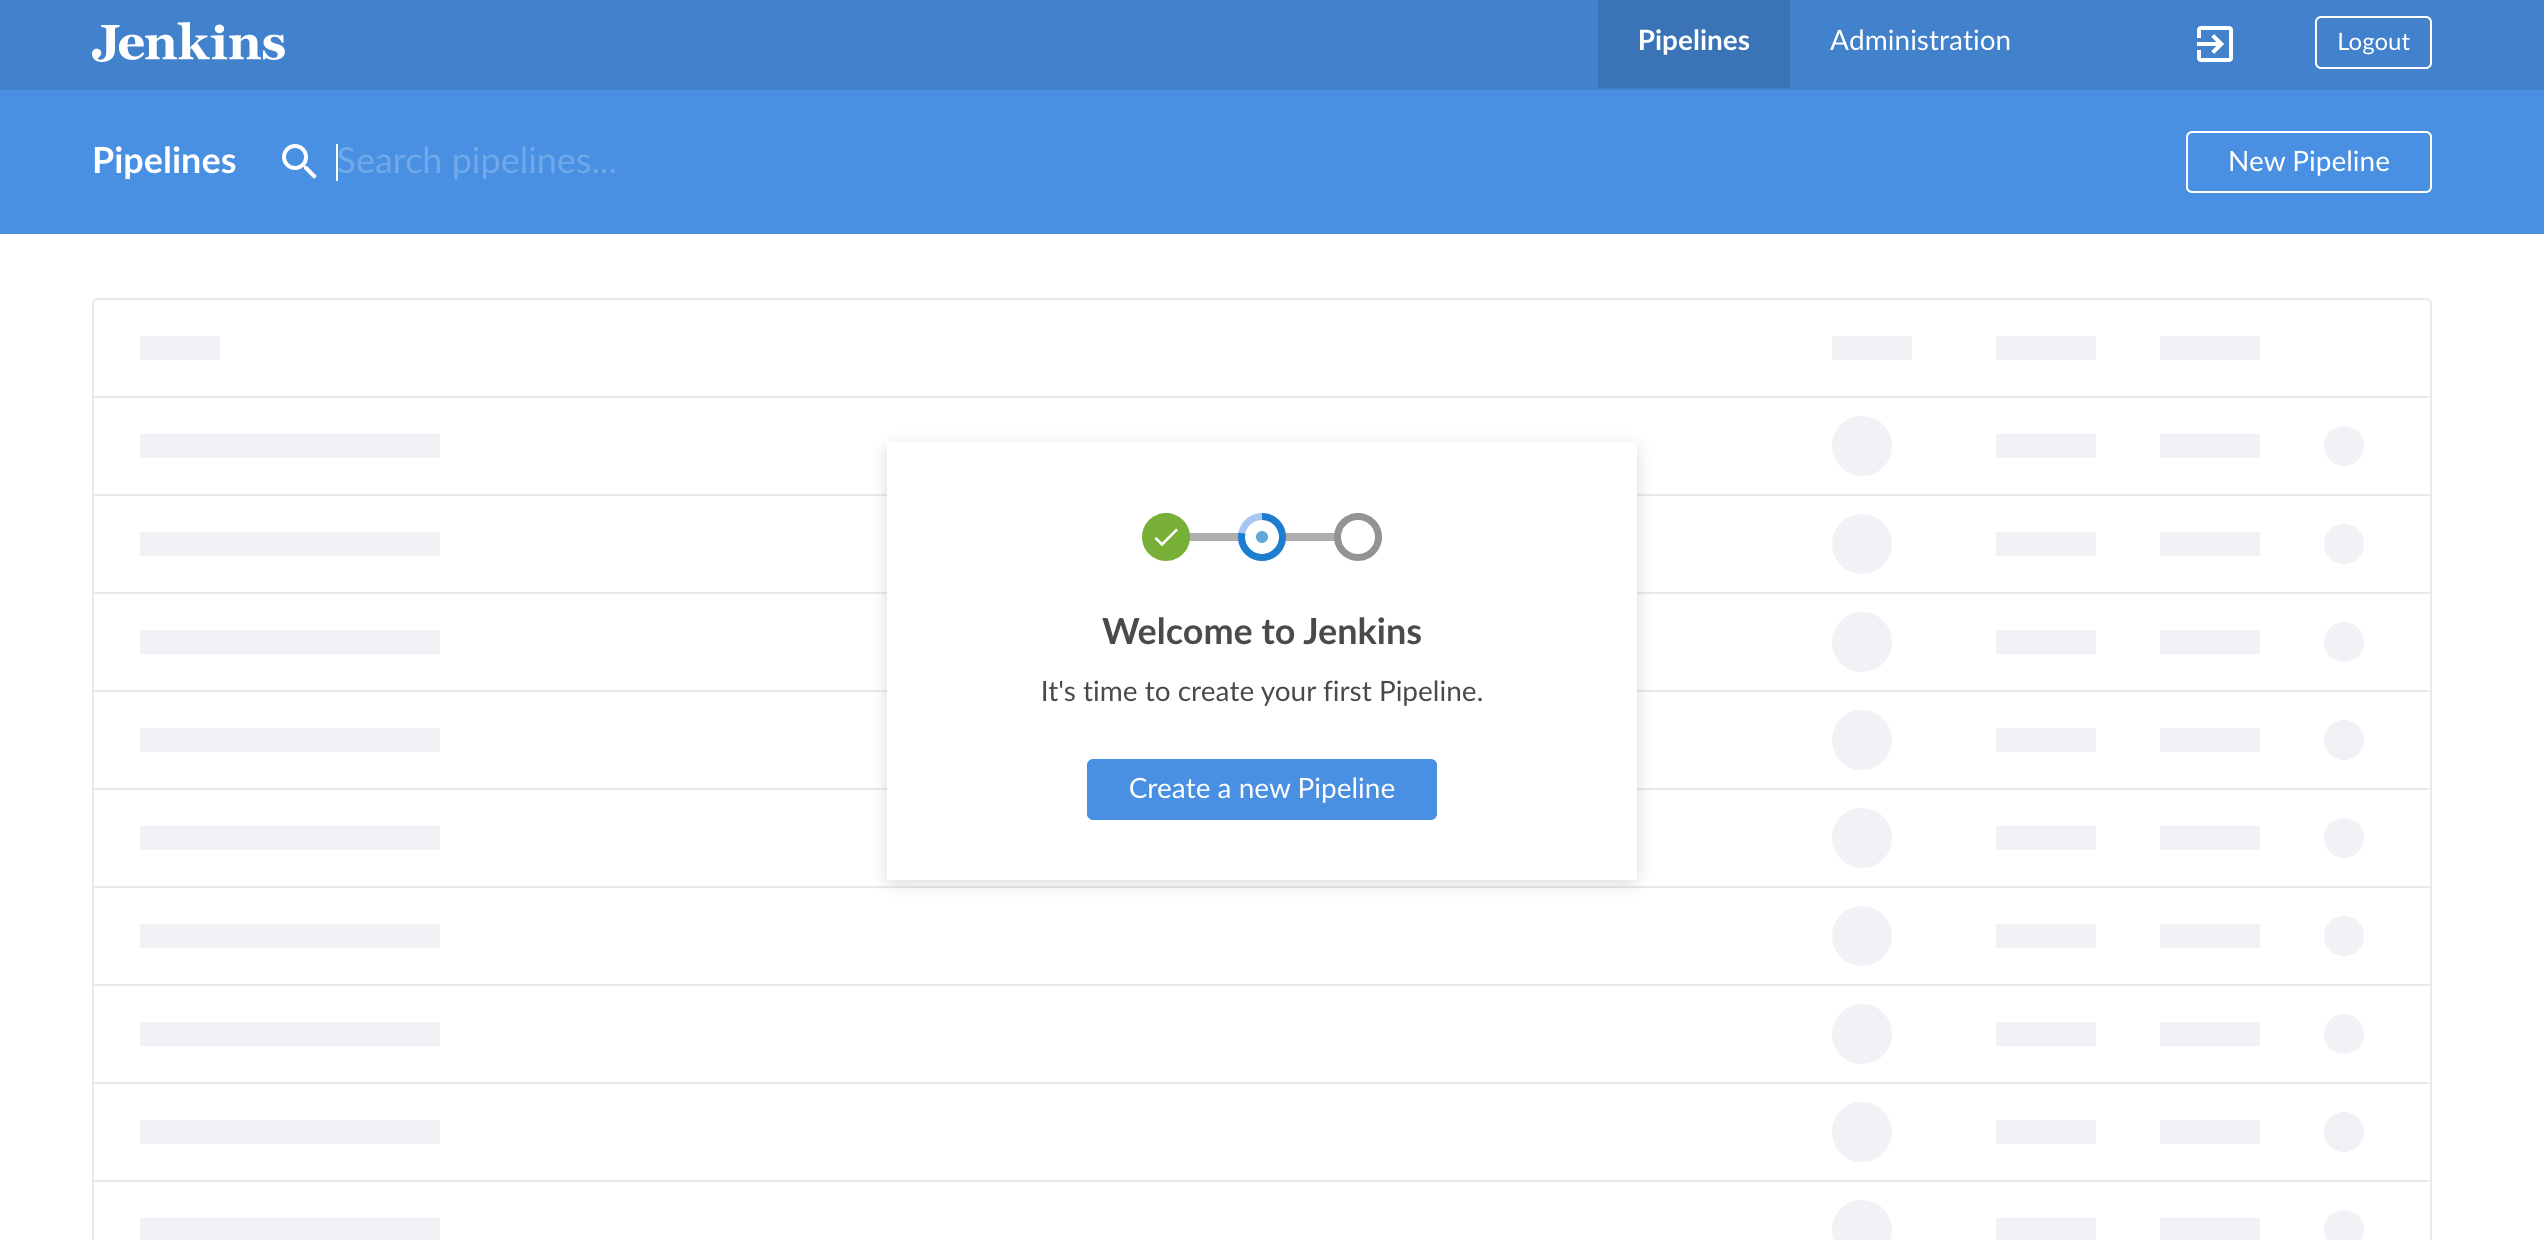 Jenkins
Pipelines
Administration
Logout
Pipelines
Search pipelines...
New Pipeline
Welcome to Jenkins
It's time to create your first Pipeline.
Create a new Pipeline